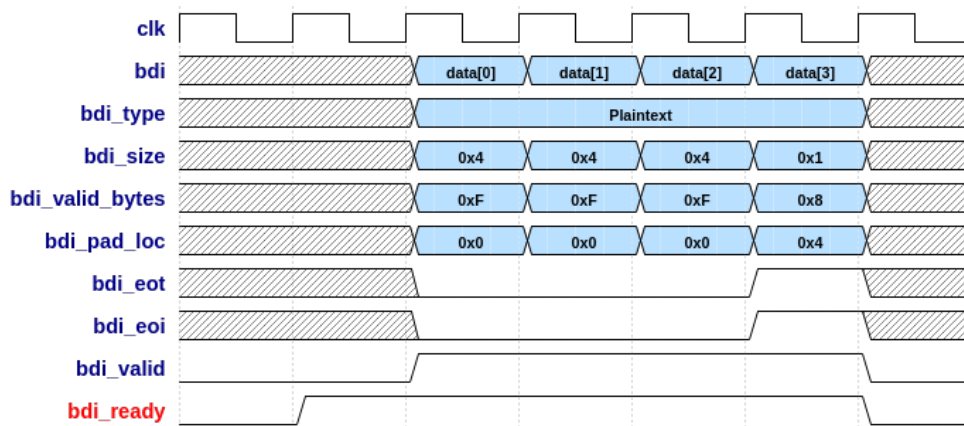 clk
bdi data[0] data[1] data[2] data[3]
bdi_type Plaintext
bdi_size 0x4 0x4 0x4 0x1
bdi_valid_bytes 0xF 0xF 0xF 0x8
bdi_pad_loc 0x0 0x0 0x0 0x4
bdi_eot
bdi_eoi
bdi_valid
bdi_ready